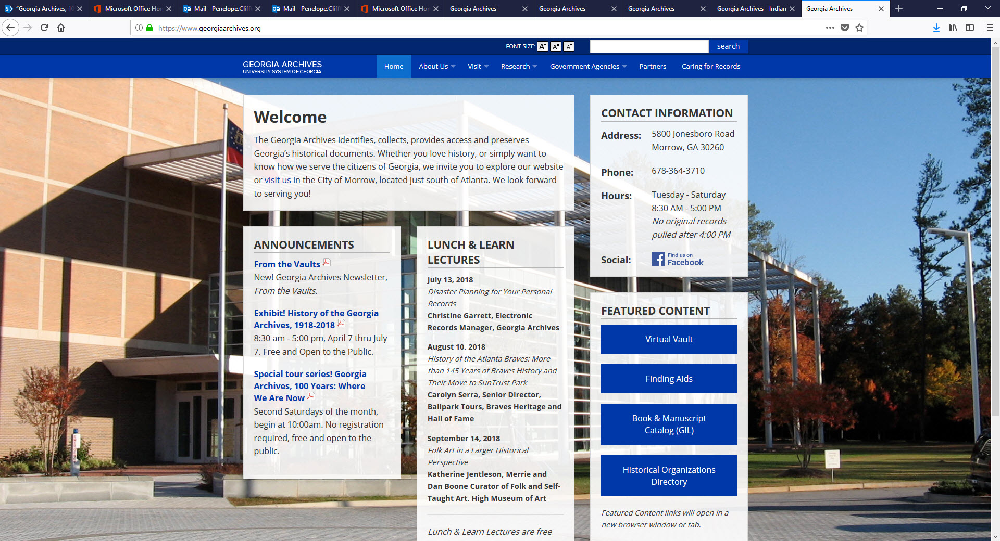 "Georgia Archives, 10
Microsoft Office Hom
Mail - Penelope.Cliff
Mail - Penelope.Cliff
Microsoft Office Hom
Georgia Archives
Georgia Archives
Georgia Archives
Georgia Archives - Indian
Georgia Archives
https://www.georgiaarchives.org
FONT SIZE: A A A
search
GEORGIA ARCHIVES
UNIVERSITY SYSTEM OF GEORGIA
Home About Us Visit Research Government Agencies Partners Caring for Records
Welcome
The Georgia Archives identifies, collects, provides access and preserves
Georgia's historical documents. Whether you love history, or simply want to
know how we serve the citizens of Georgia, we invite you to explore our website
or visit us in the City of Morrow, located just south of Atlanta. We look forward
to serving you!
ANNOUNCEMENTS
From the Vaults
New! Georgia Archives Newsletter,
From the Vaults.
Exhibit! History of the Georgia
Archives, 1918-2018
8:30 am - 5:00 pm, April 7 thru July
7. Free and Open to the Public.
Special tour series! Georgia
Archives, 100 Years: Where
We Are Now
Second Saturdays of the month,
begin at 10:00am. No registration
required, free and open to the
public.
LUNCH & LEARN
LECTURES
July 13, 2018
Disaster Planning for Your Personal
Records
Christine Garrett, Electronic
Records Manager, Georgia Archives
August 10, 2018
History of the Atlanta Braves: More
than 145 Years of Braves History and
Their Move to SunTrust Park
Carolyn Serra, Senior Director,
Ballpark Tours, Braves Heritage and
Hall of Fame
September 14, 2018
Folk Art in a Larger Historical
Perspective
Katherine Jentleson, Merrie and
Dan Boone Curator of Folk and Self-
Taught Art, High Museum of Art
Lunch & Learn Lectures are free
CONTACT INFORMATION
Address: 5800 Jonesboro Road
Morrow, GA 30260
Phone: 678-364-3710
Hours: Tuesday - Saturday
8:30 AM - 5:00 PM
No original records
pulled after 4:00 PM
Social: Find us on
Facebook
FEATURED CONTENT
Virtual Vault
Finding Aids
Book & Manuscript
Catalog (GIL)
Historical Organizations
Directory
Featured Content links will open in a
new browser window or tab.